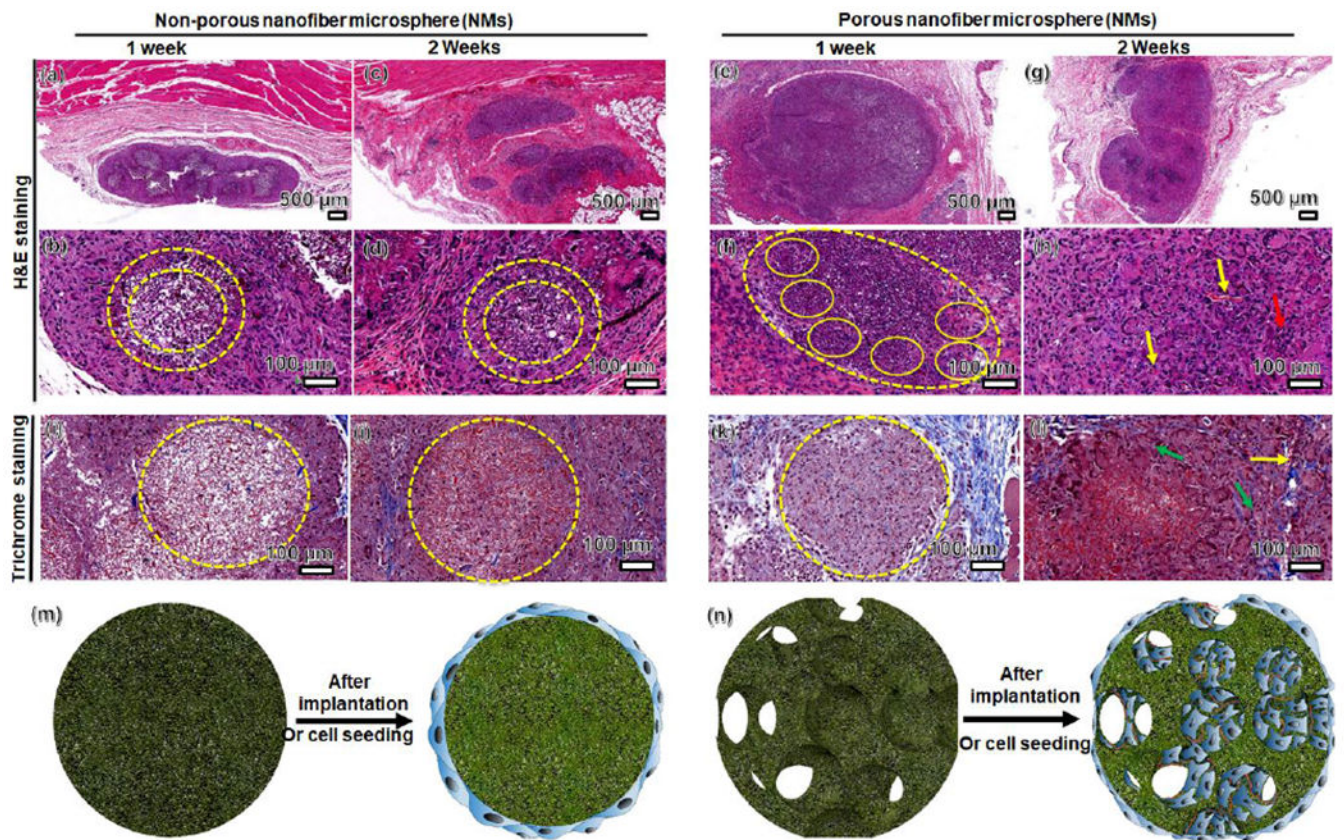 Non-porous nanofiber microsphere (NMs)
Porous nanofiber microsphere (NMs)
1 week
2 Weeks
1 week
2 Weeks
H&E staining
(a)
500 µm
(c)
500 µm
(e)
500 µm
(g)
500 µm
(b)
100 µm
(d)
100 µm
(f)
100 µm
(h)
100 µm
Trichrome staining
(i)
100 µm
(j)
100 µm
(k)
100 µm
(l)
100 µm
(m)
After
implantation
Or cell seeding
(n)
After
implantation
Or cell seeding